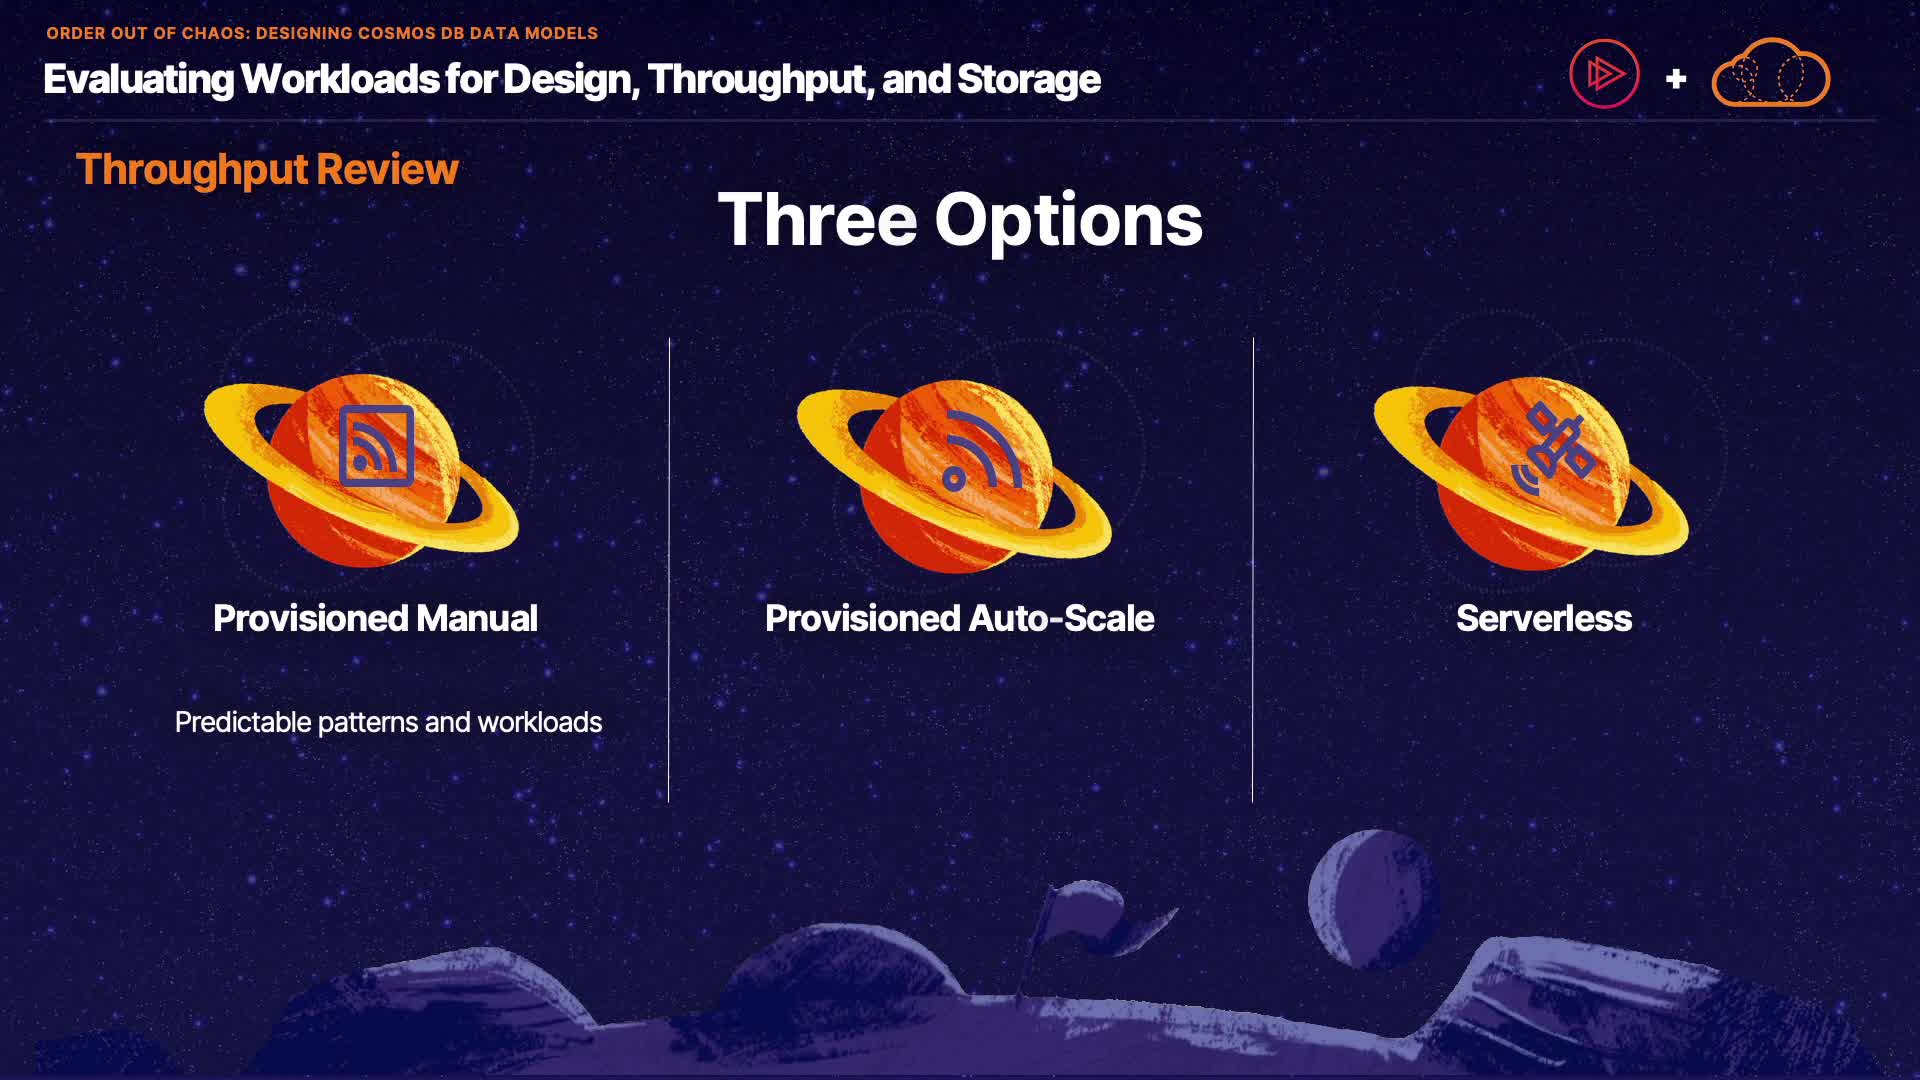 ORDER OUT OF CHAOS: DESIGNING COSMOS DB DATA MODELS
Evaluating Workloads for Design, Throughput, and Storage
+
Throughput Review
Three Options
Provisioned Manual
Provisioned Auto-Scale
Serverless
Predictable patterns and workloads